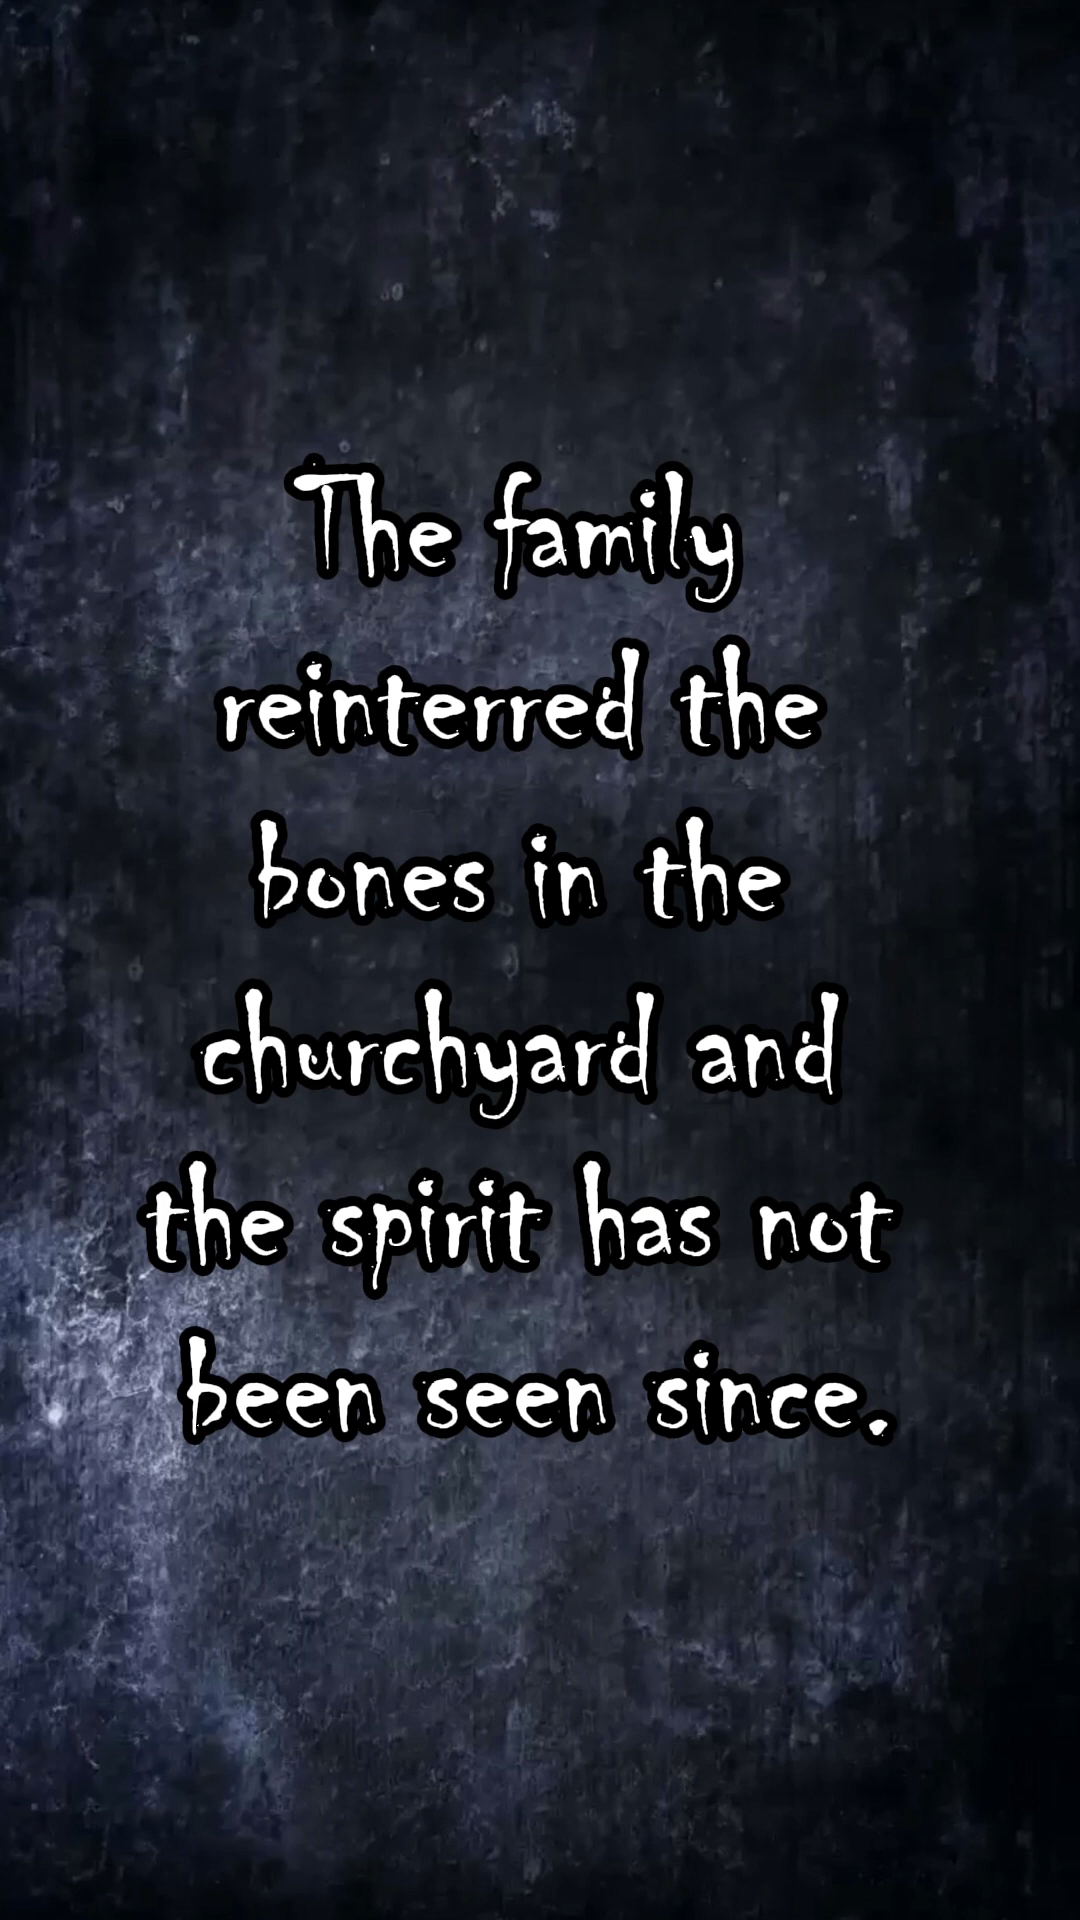 The family
reinterred the
bones in the
churchyard and
the spirit has not
been seen since.